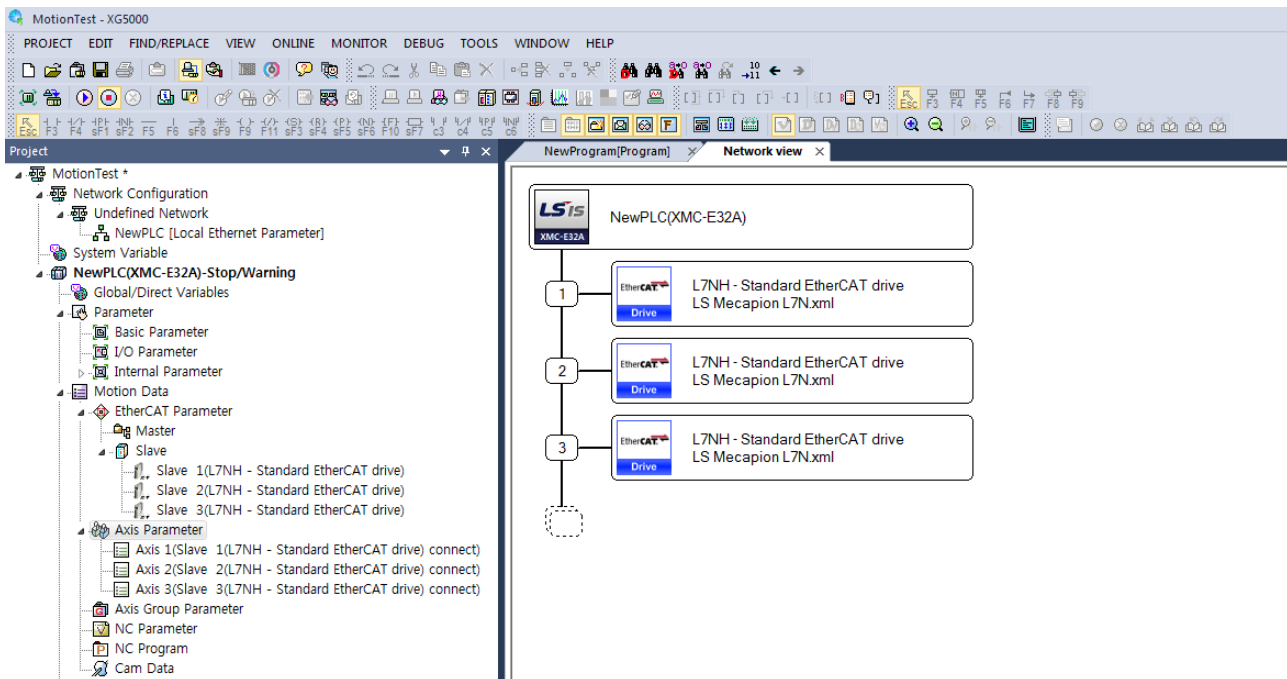 MotionTest - XG5000
PROJECT EDIT FIND/REPLACE VIEW ONLINE MONITOR DEBUG TOOLS WINDOW HELP
Project
NewProgram[Program]
Network view
MotionTest *
Network Configuration
Undefined Network
NewPLC [Local Ethernet Parameter]
System Variable
NewPLC(XMC-E32A)-Stop/Warning
Global/Direct Variables
Parameter
Basic Parameter
I/O Parameter
Internal Parameter
Motion Data
EtherCAT Parameter
Master
Slave
Slave 1(L7NH - Standard EtherCAT drive)
Slave 2(L7NH - Standard EtherCAT drive)
Slave 3(L7NH - Standard EtherCAT drive)
Axis Parameter
Axis 1(Slave 1(L7NH - Standard EtherCAT drive) connect)
Axis 2(Slave 2(L7NH - Standard EtherCAT drive) connect)
Axis 3(Slave 3(L7NH - Standard EtherCAT drive) connect)
Axis Group Parameter
NC Parameter
NC Program
Cam Data
LSis
XMC-E32A
NewPLC(XMC-E32A)
1
EtherCAT
Drive
L7NH - Standard EtherCAT drive
LS Mecapion L7N.xml
2
EtherCAT
Drive
L7NH - Standard EtherCAT drive
LS Mecapion L7N.xml
3
EtherCAT
Drive
L7NH - Standard EtherCAT drive
LS Mecapion L7N.xml